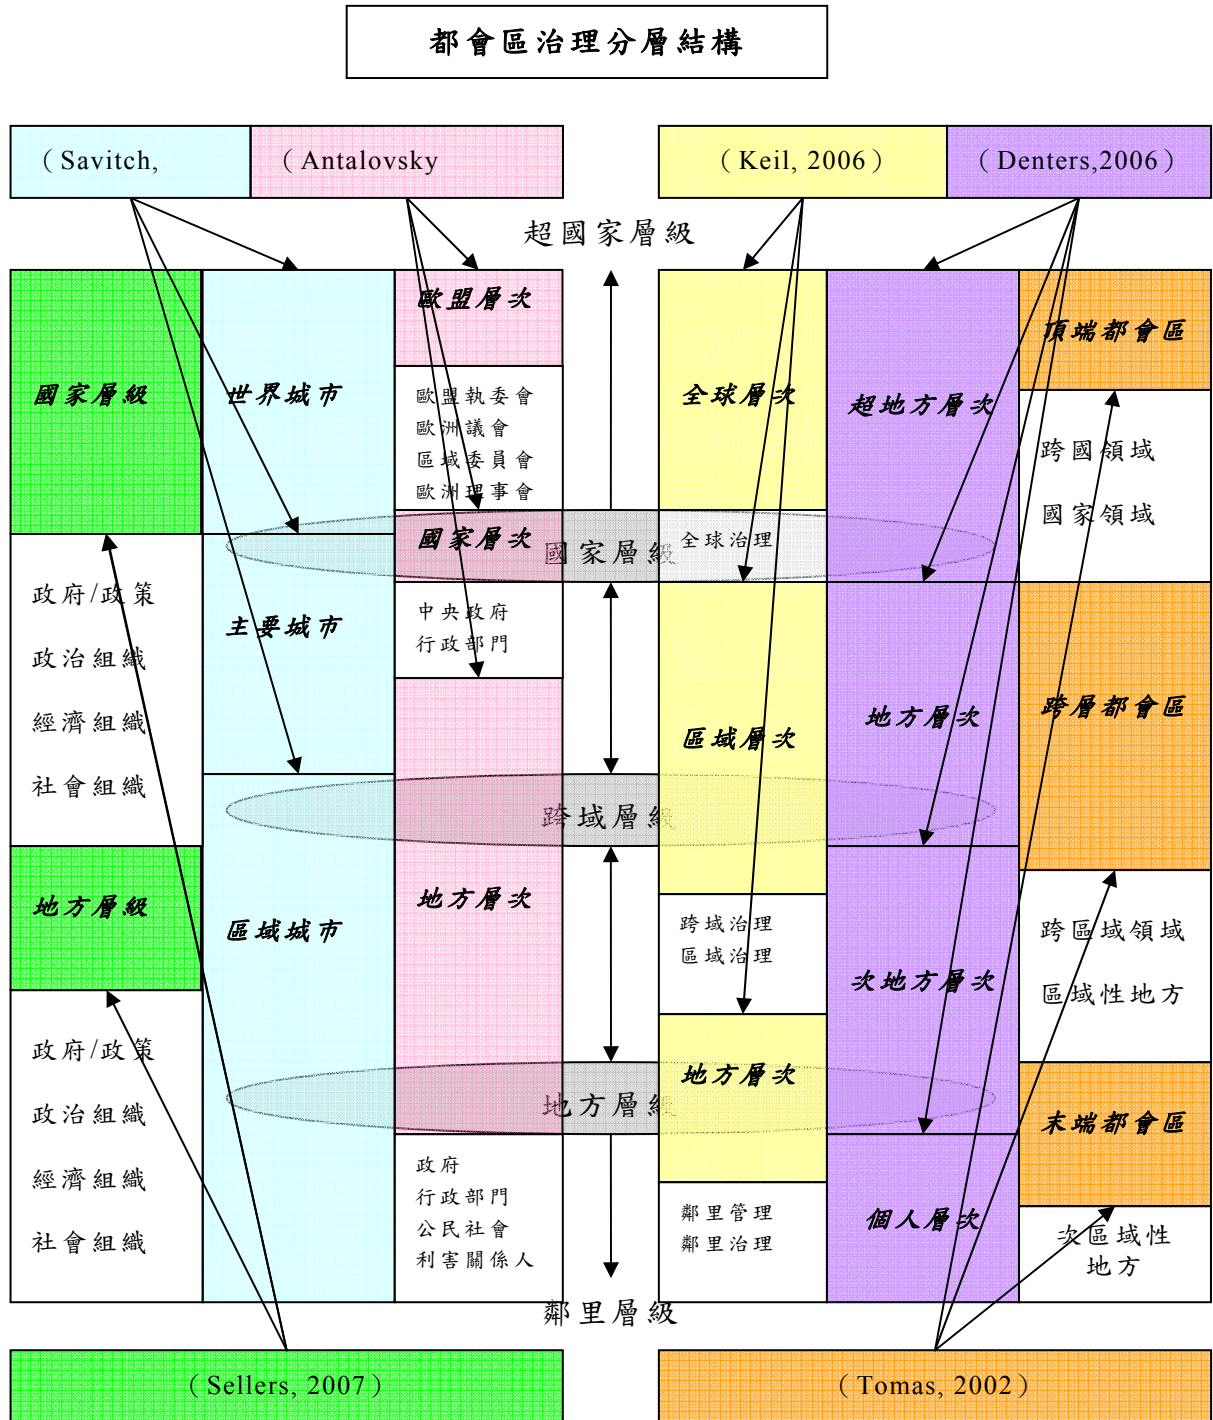 都會區治理分層結構
（Savitch,
（Antalovsky
（Keil, 2006）
（Denters,2006）
超國家層級
國家層級
政府/政策
政治組織
經濟組織
社會組織
地方層級
政府/政策
政治組織
經濟組織
社會組織
世界城市
主要城市
區域城市
歐盟層次
歐盟執委會
歐洲議會
區域委員會
歐洲理事會
國家層次
中央政府
行政部門
地方層次
政府
行政部門
公民社會
利害關係人
國家層級
跨域層級
地方層級
鄰里層級
全球層次
全球治理
區域層次
跨域治理
區域治理
地方層次
鄰里管理
鄰里治理
超地方層次
地方層次
次地方層次
個人層次
頂端都會區
跨國領域
國家領域
跨層都會區
跨區域領域
區域性地方
末端都會區
次區域性
地方
（Sellers, 2007）
（Tomas, 2002）